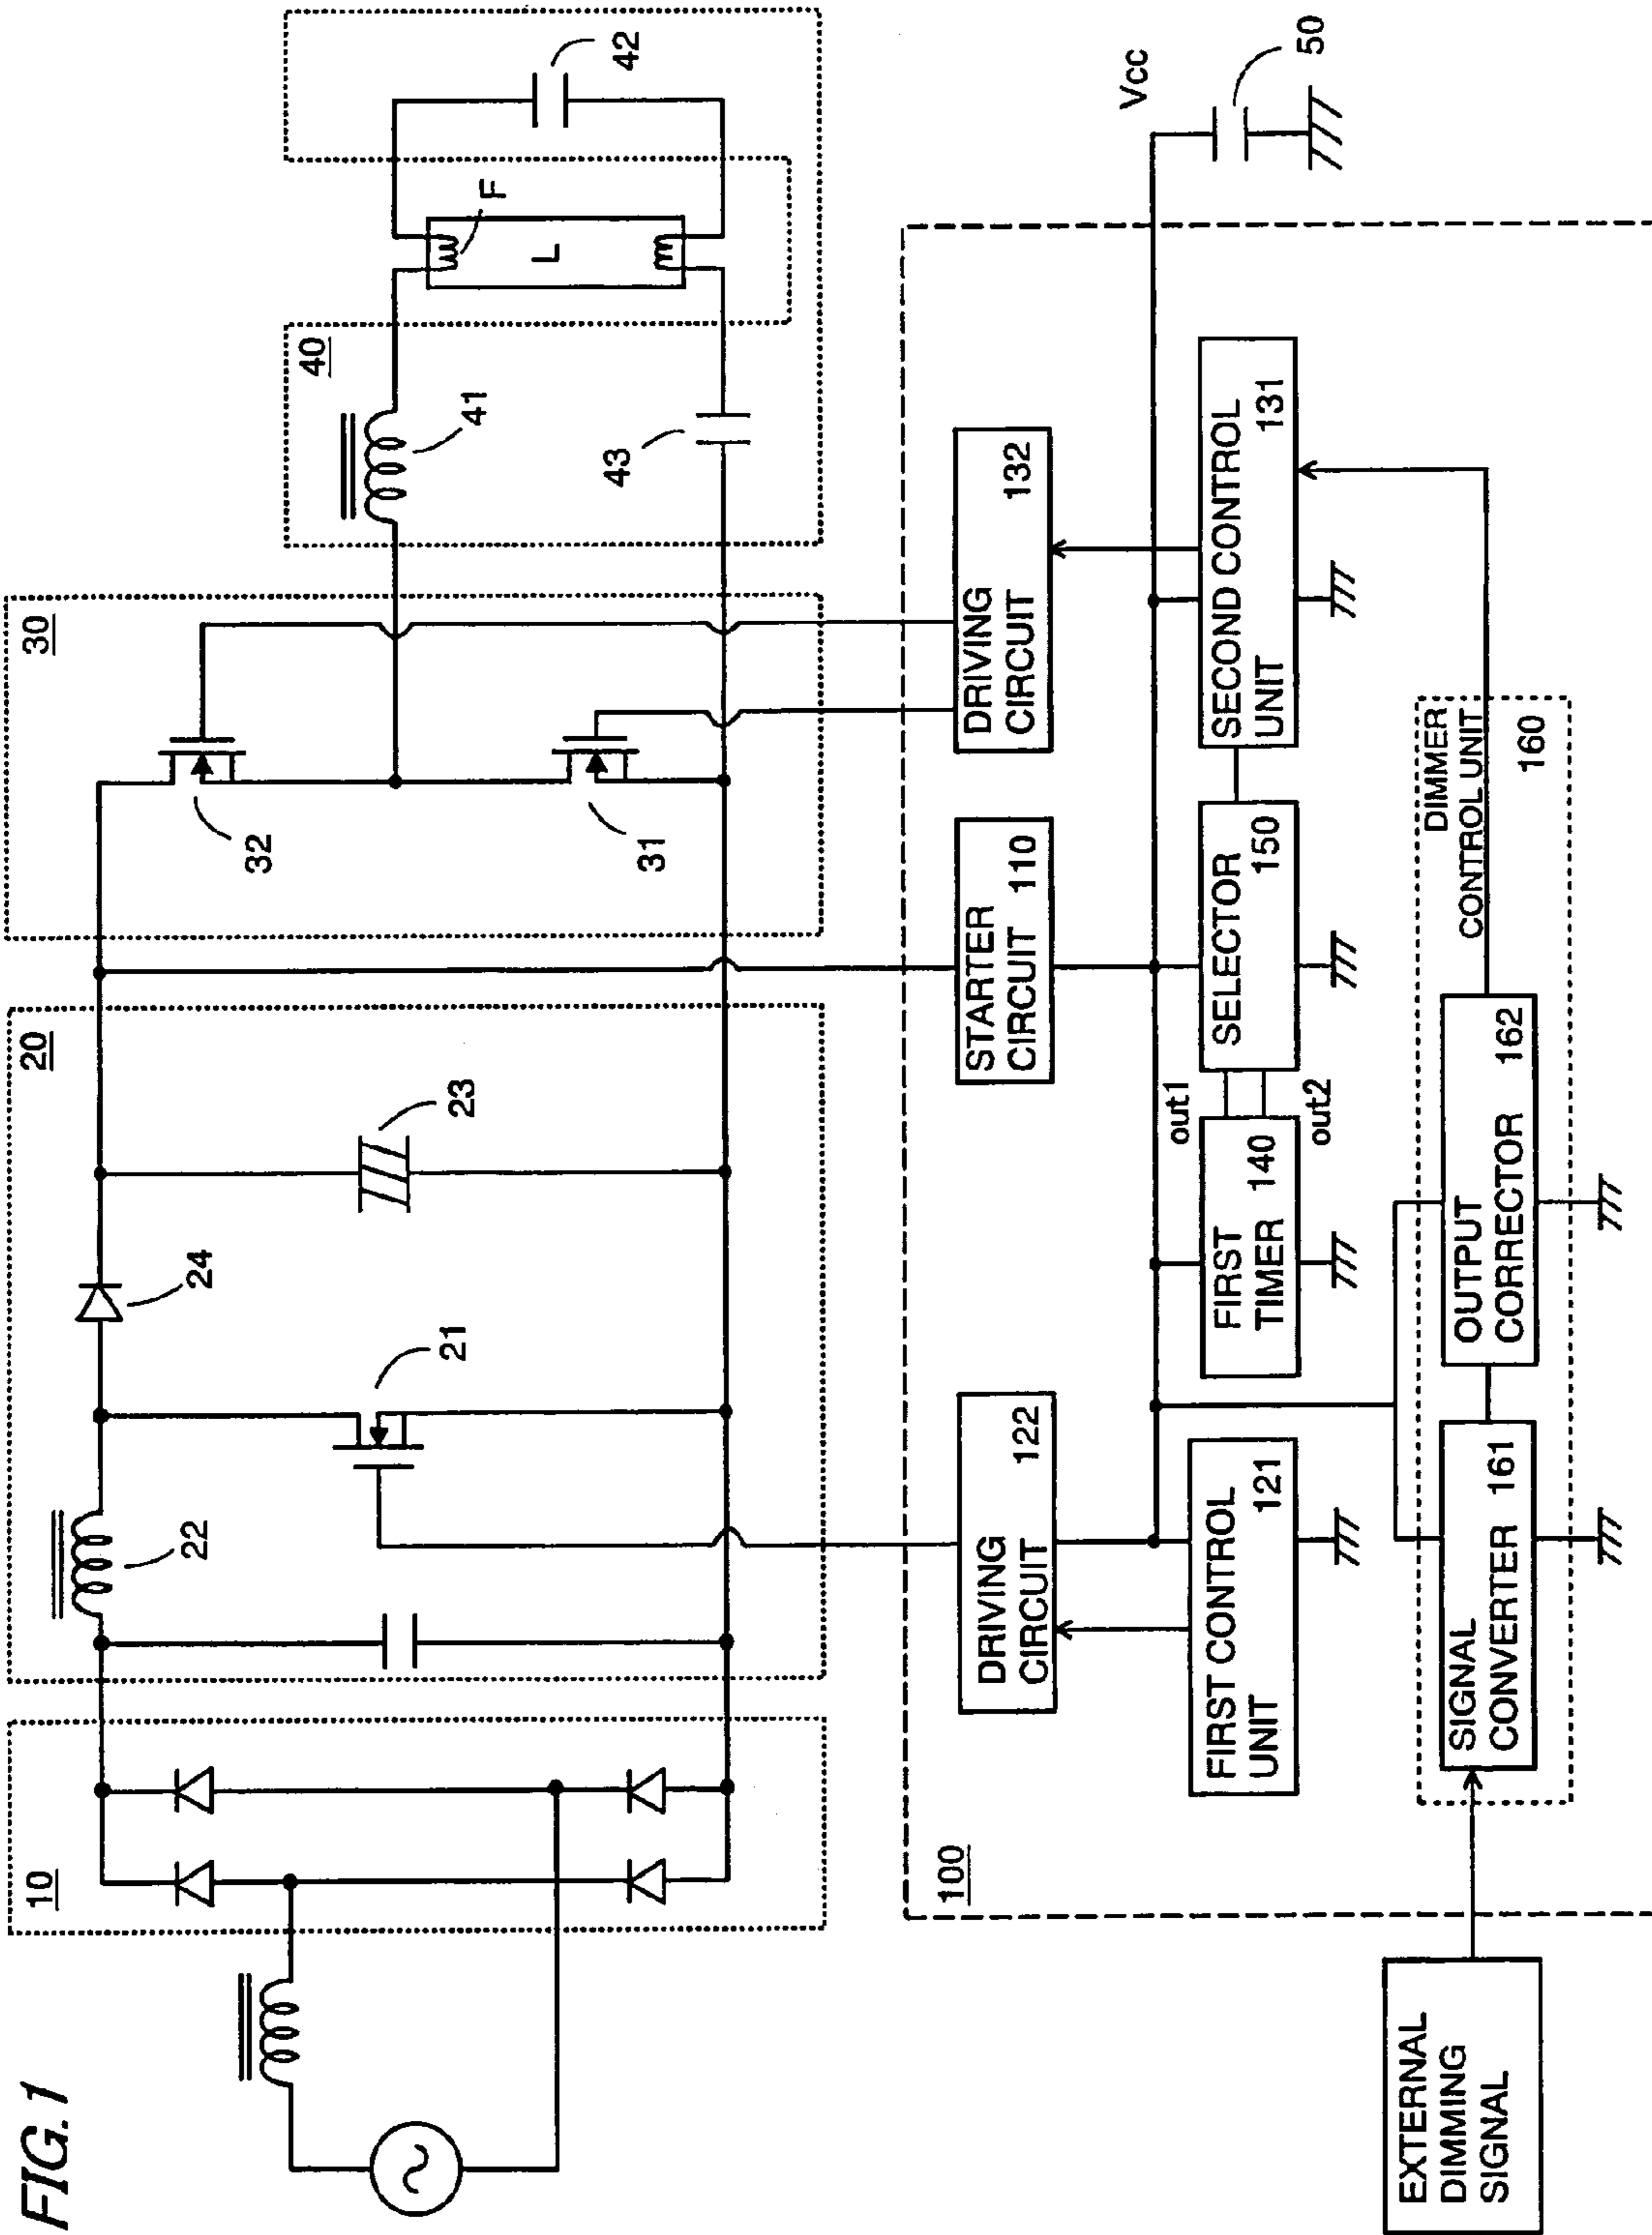 FIG.1
10
20
22
21
24
23
30
32
31
40
41
43
L
F
42
100
DRIVING
CIRCUIT
122
FIRST CONTROL
UNIT
121
STARTER
CIRCUIT
110
FIRST
TIMER
140
out1
out2
SELECTOR
150
DRIVING
CIRCUIT
132
SECOND CONTROL
UNIT
131
Vcc
50
EXTERNAL
DIMMING
SIGNAL
SIGNAL
CONVERTER
161
OUTPUT
CORRECTOR
162
DIMMER
CONTROL UNIT
160